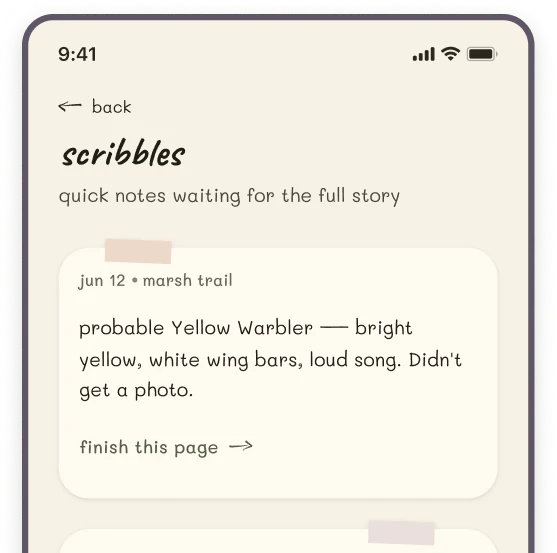 9:41
← back
scribbles
quick notes waiting for the full story
jun 12 • marsh trail
probable Yellow Warbler — bright
yellow, white wing bars, loud song. Didn't
get a photo.
finish this page →